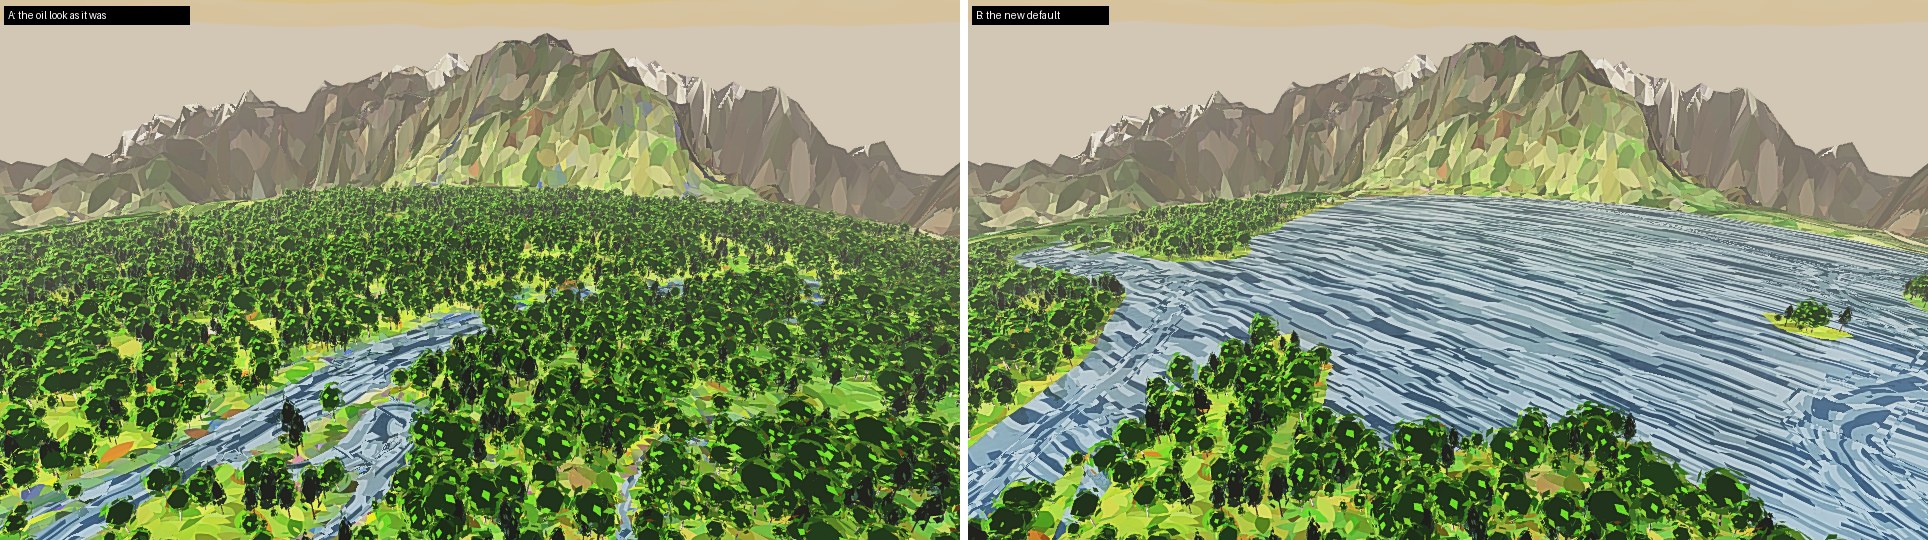 A: the oil look as it was
B: the new default